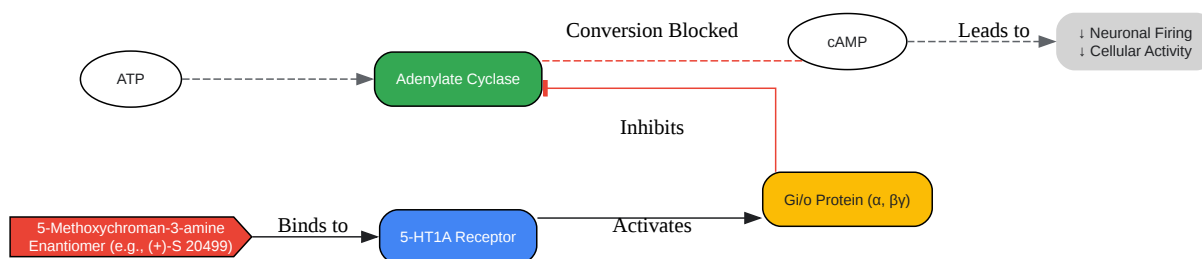 Conversion Blocked
cAMP
Leads to
↓ Neuronal Firing
↓ Cellular Activity
ATP
Adenylate Cyclase
Inhibits
5-Methoxychroman-3-amine
Enantiomer (e.g., (+)-S 20499)
Binds to
5-HT1A Receptor
Activates
Gi/o Protein (α, βγ)